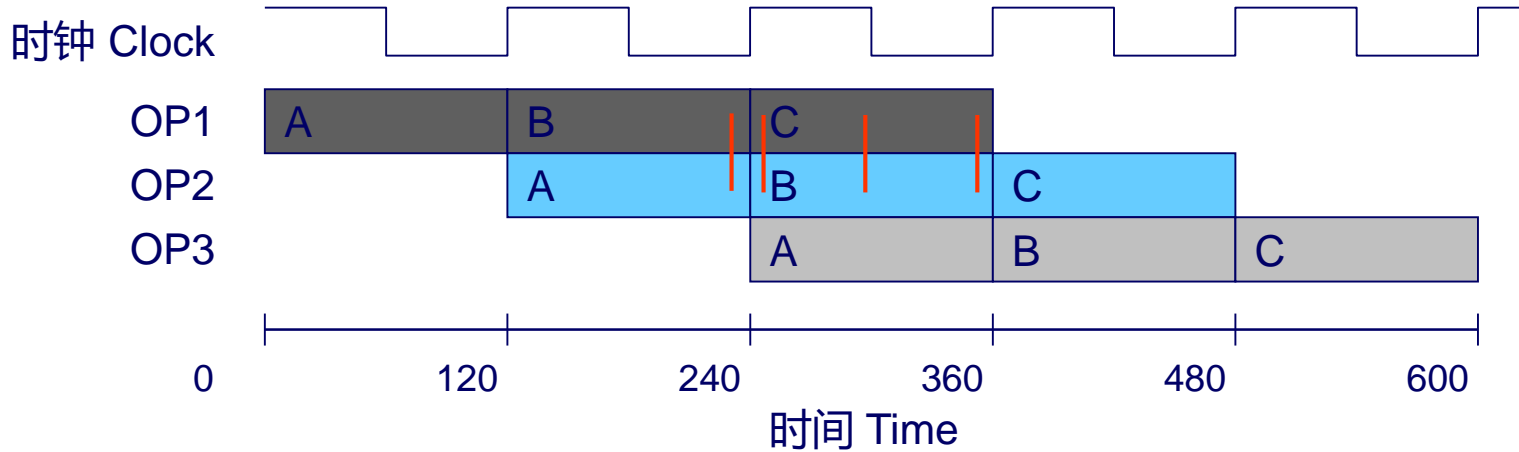 时钟 Clock
OP1 A B C
OP2 A B C
OP3 A B C
0 120 240 360 480 600
时间 Time